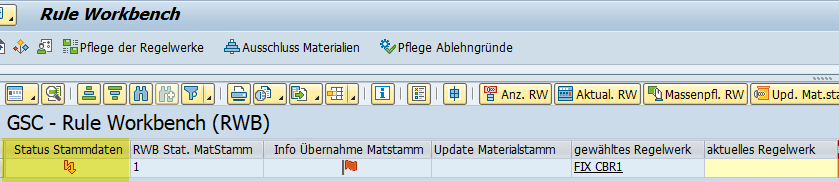 Rule Workbench
Pflege der Regelwerke Ausschluss Materialien Pflege Ablehngründe
Anz. RW Aktual. RW Massenpfl. RW Upd. Mat.sta
GSC - Rule Workbench (RWB)
Status Stammdaten RWB Stat. MatStamm Info Übernahme Matstamm Update Materialstamm gewähltes Regelwerk aktuelles Regelwerk
1 FIX CBR1